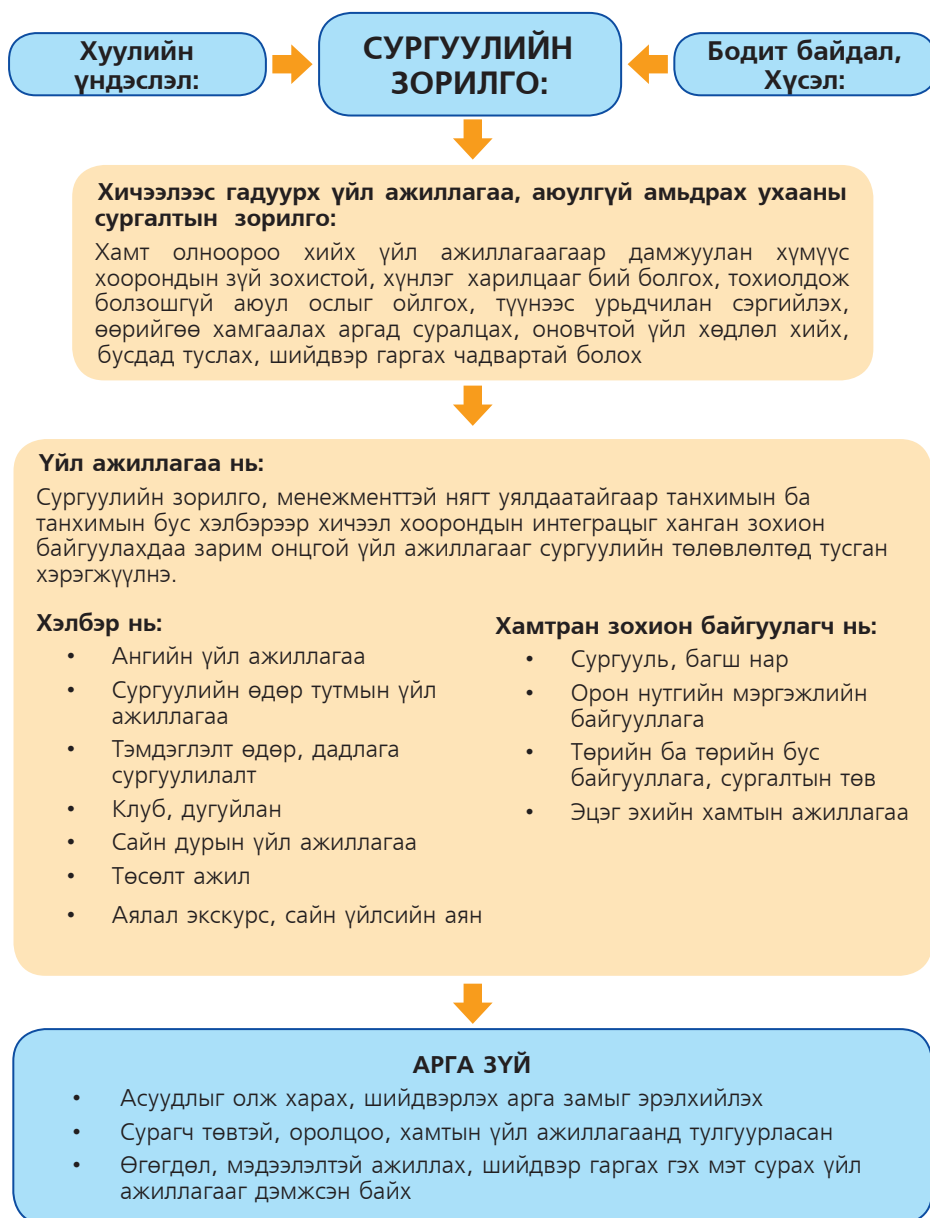 Хуулийн
үндэслэл:
СУРГУУЛИЙН
ЗОРИЛГО:
Бодит байдал,
Хүсэл:
Хичээлээс гадуурх үйл ажиллагаа, аюулгүй амьдрах ухааны
сургалтын зорилго:
Хамт олноороо хийх үйл ажиллагаагаар дамжуулан хүмүүс
хоорондын зүй зохистой, хүнлэг харилцааг бий болгох, тохиолдож
болзошгүй аюул ослыг ойлгох, түүнээс урьдчилан сэргийлэх,
өөрийгөө хамгаалах аргад суралцах, оновчтой үйл хөдлөл хийх,
бусдад туслах, шийдвэр гаргах чадвартай болох
Үйл ажиллагаа нь:
Сургуулийн зорилго, менежменттэй нягт уялдаатайгаар танхимын ба
танхимын бус хэлбэрээр хичээл хоорондын интеграцыг ханган зохион
байгуулахдаа зарим онцгой үйл ажиллагааг сургуулийн төлөвлөлтөд тусган
хэрэгжүүлнэ.
Хэлбэр нь:
• Ангийн үйл ажиллагаа
• Сургуулийн өдөр тутмын үйл
ажиллагаа
• Тэмдэглэлт өдөр, дадлага
сургуулилалт
• Клуб, дугуйлан
• Сайн дурын үйл ажиллагаа
• Төсөлт ажил
• Аялал экскурс, сайн үйлсийн аян
Хамтран зохион байгуулагч нь:
• Сургууль, багш нар
• Орон нутгийн мэргэжлийн
байгууллага
• Төрийн ба төрийн бус
байгууллага, сургалтын төв
• Эцэг эхийн хамтын ажиллагаа
АРГА ЗҮЙ
• Асуудлыг олж харах, шийдвэрлэх арга замыг эрэлхийлэх
• Сурагч төвтэй, оролцоо, хамтын үйл ажиллагаанд тулгуурласан
• Өгөгдөл, мэдээлэлтэй ажиллах, шийдвэр гаргах гэх мэт сурах үйл
ажиллагааг дэмжсэн байх